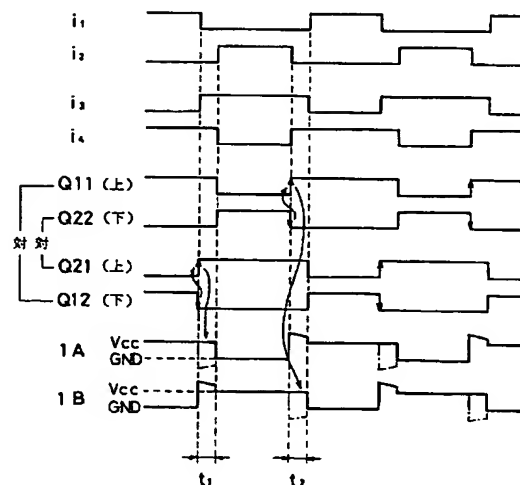 i₁
i₂
i₃
i₄
Q11 (上)
Q22 (下)
Q21 (上)
Q12 (下)
対 対
1A Vcc
GND
1B Vcc
GND
t₁ t₂